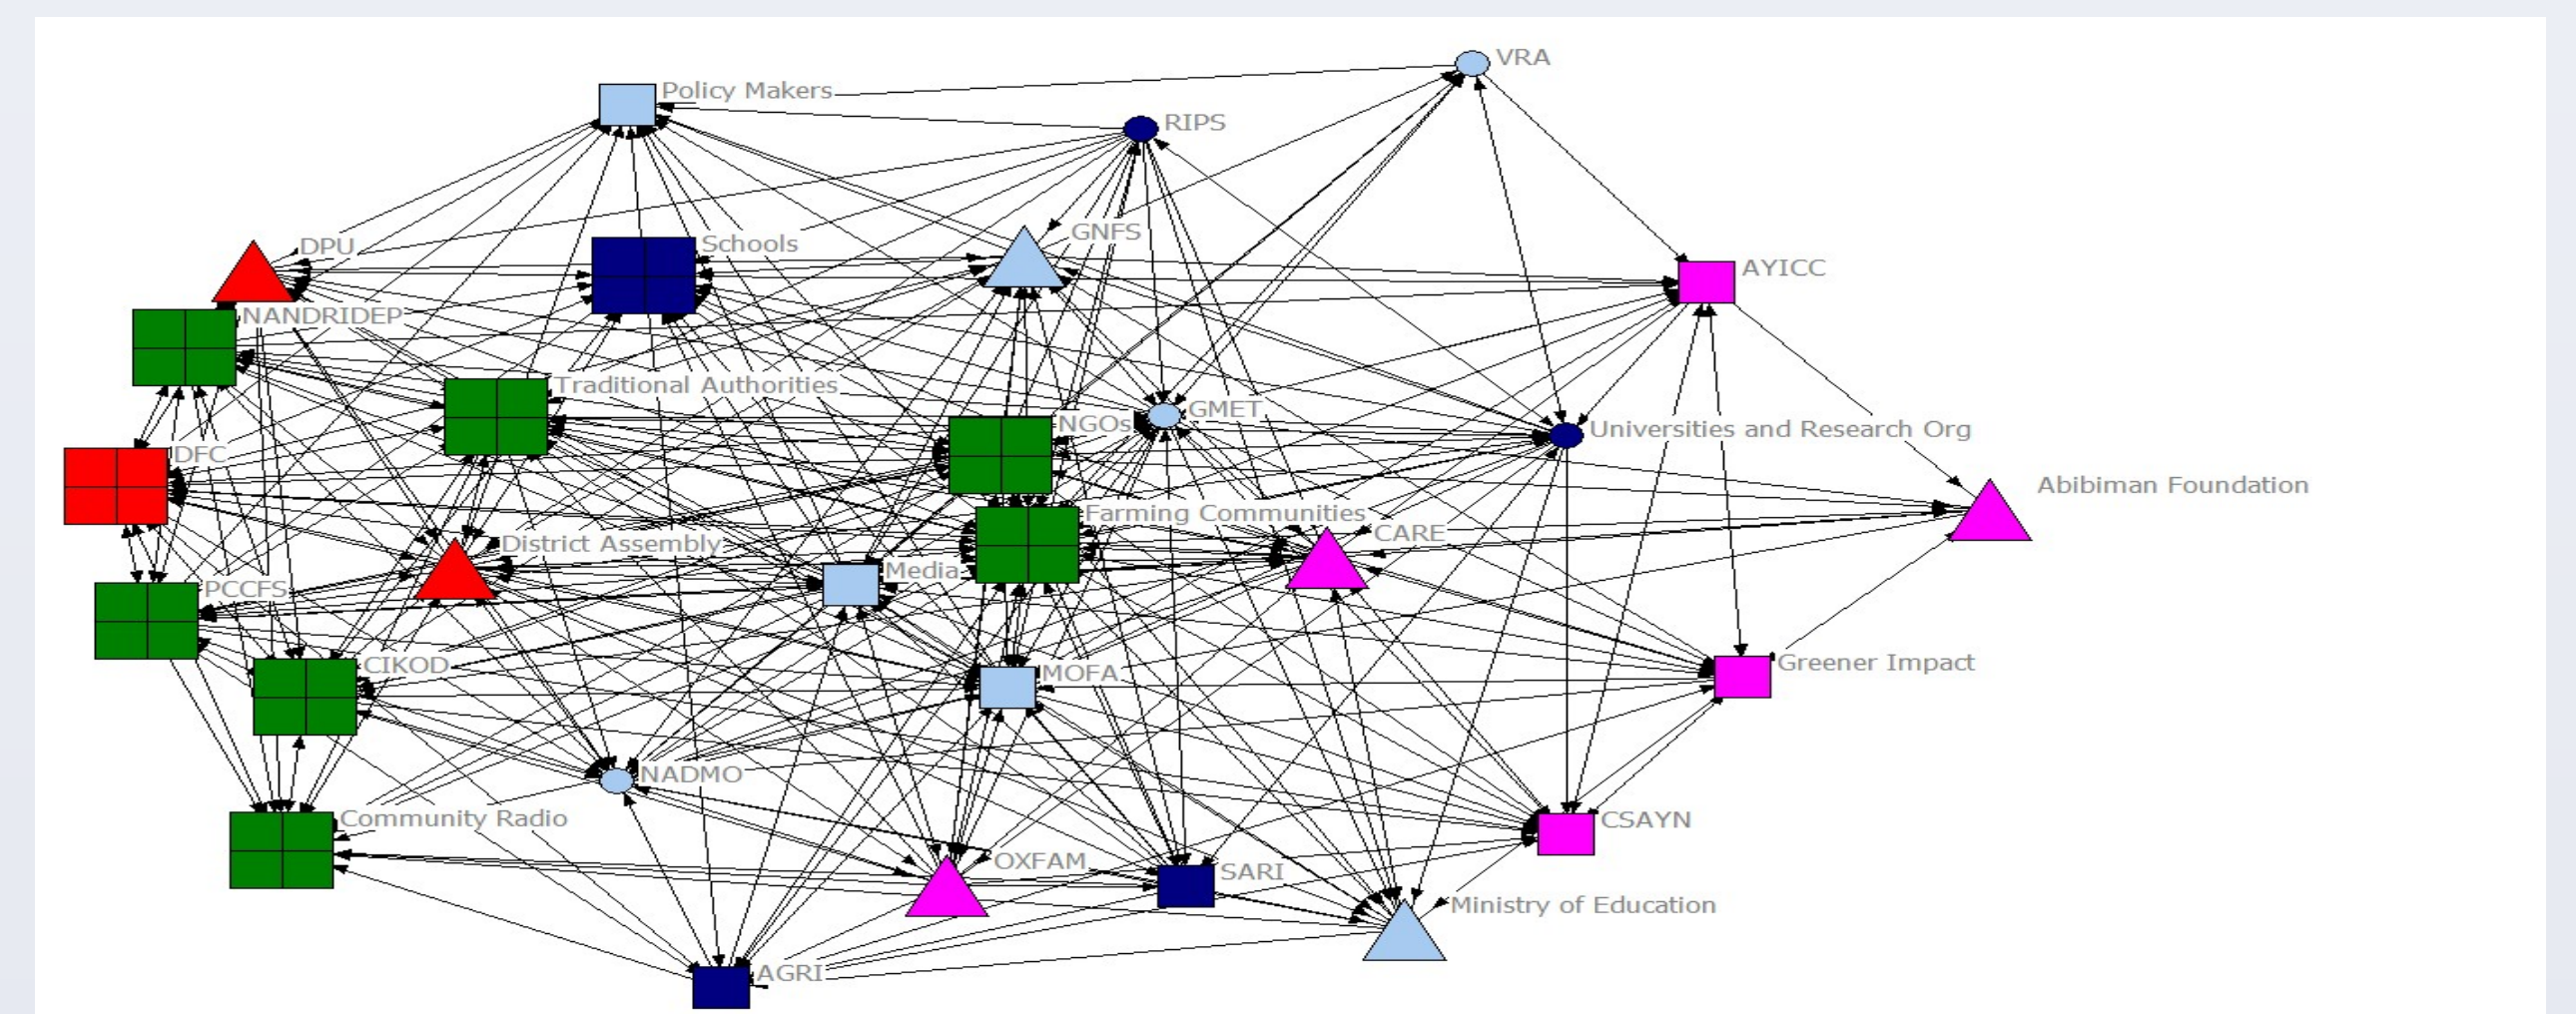 VRA
Policy Makers
RIPS
GNFS
Schools
DPU
AYICC
NANDRIDEP
Traditional Authorities
GMET
NGOs
Universities and Research Org
DFC
Abibiman Foundation
Farming Communities
CARE
District Assembly
Media
PCCFS
Greener Impact
CIKOD
MOFA
NADMO
Community Radio
CSAYN
OXFAM
SARI
Ministry of Education
AGRI